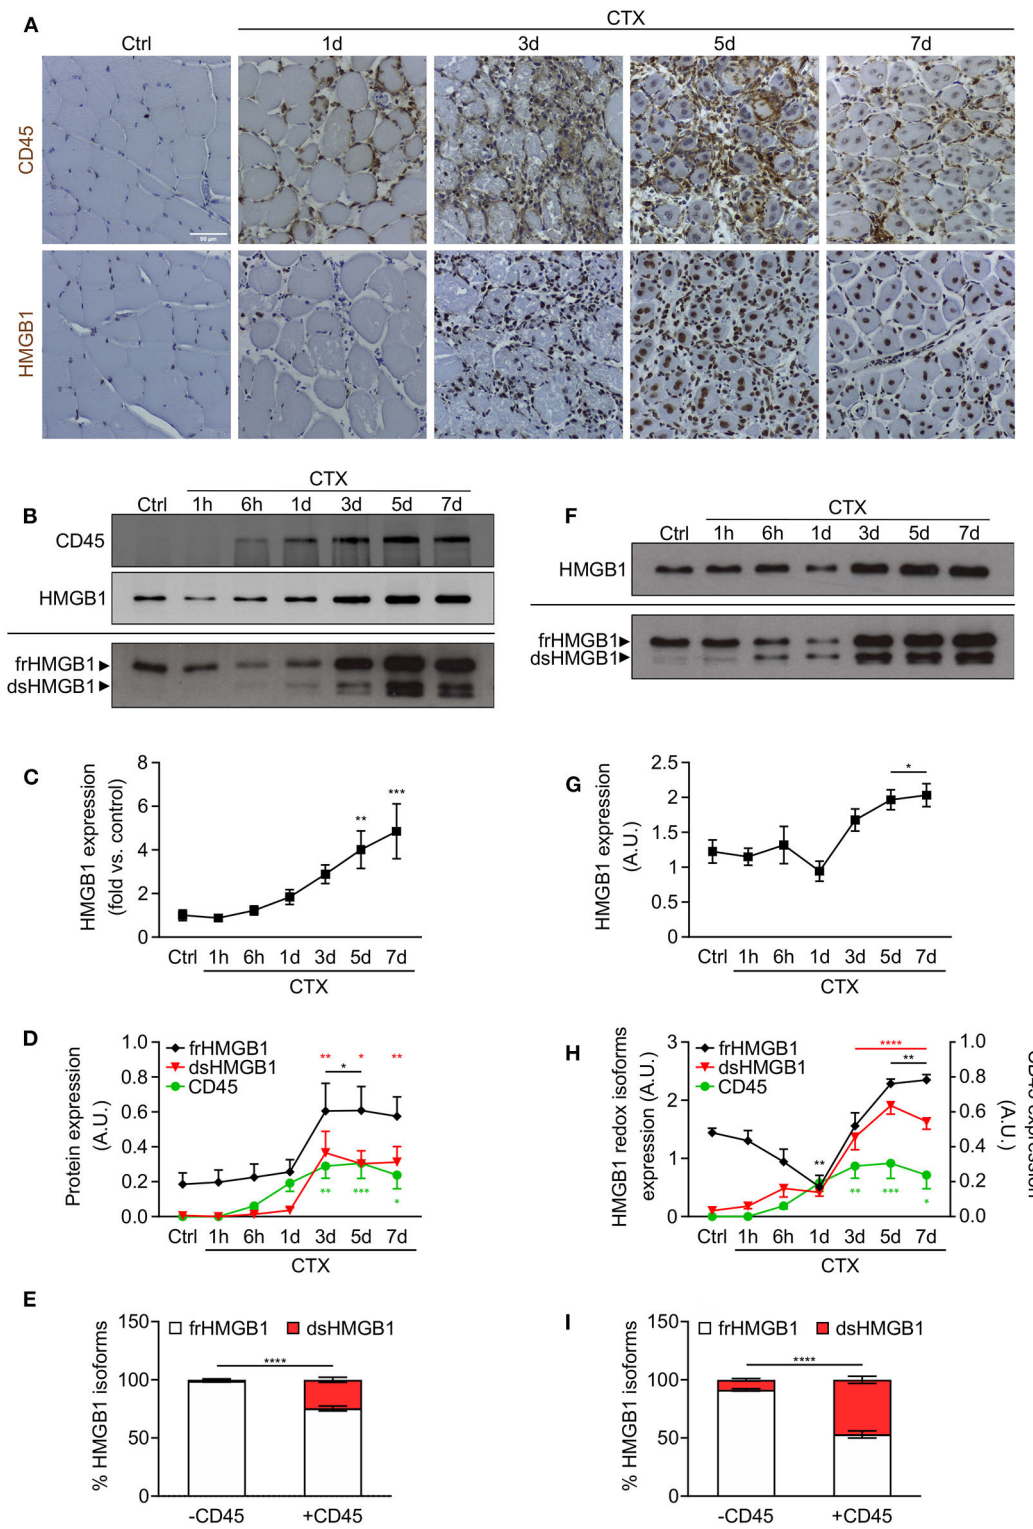 A
CTX
Ctrl 1d 3d 5d 7d
CD45
50 µm
HMGB1
B
CTX
Ctrl 1h 6h 1d 3d 5d 7d
CD45
HMGB1
frHMGB1
dsHMGB1
F
CTX
Ctrl 1h 6h 1d 3d 5d 7d
HMGB1
frHMGB1
dsHMGB1
C
HMGB1 expression
(fold vs. control)
8
6
4
2
0
** ***
Ctrl 1h 6h 1d 3d 5d 7d
CTX
G
HMGB1 expression
(A.U.)
2.5
2
1.5
1
0.5
0
*
Ctrl 1h 6h 1d 3d 5d 7d
CTX
D
Protein expression
(A.U.)
1.0
0.8
0.6
0.4
0.2
0.0
frHMGB1
dsHMGB1
CD45
** * **
*
** *** *
Ctrl 1h 6h 1d 3d 5d 7d
CTX
H
HMGB1 redox isoforms
expression (A.U.)
3
2
1
0
frHMGB1
dsHMGB1
CD45
****
**
**
** *** *
1.0
0.8
0.6
0.4
0.2
0.0
CD45 expression
(A.U.)
Ctrl 1h 6h 1d 3d 5d 7d
CTX
E
% HMGB1 isoforms
150
100
50
0
frHMGB1 dsHMGB1
****
-CD45 +CD45
I
% HMGB1 isoforms
150
100
50
0
frHMGB1 dsHMGB1
****
-CD45 +CD45